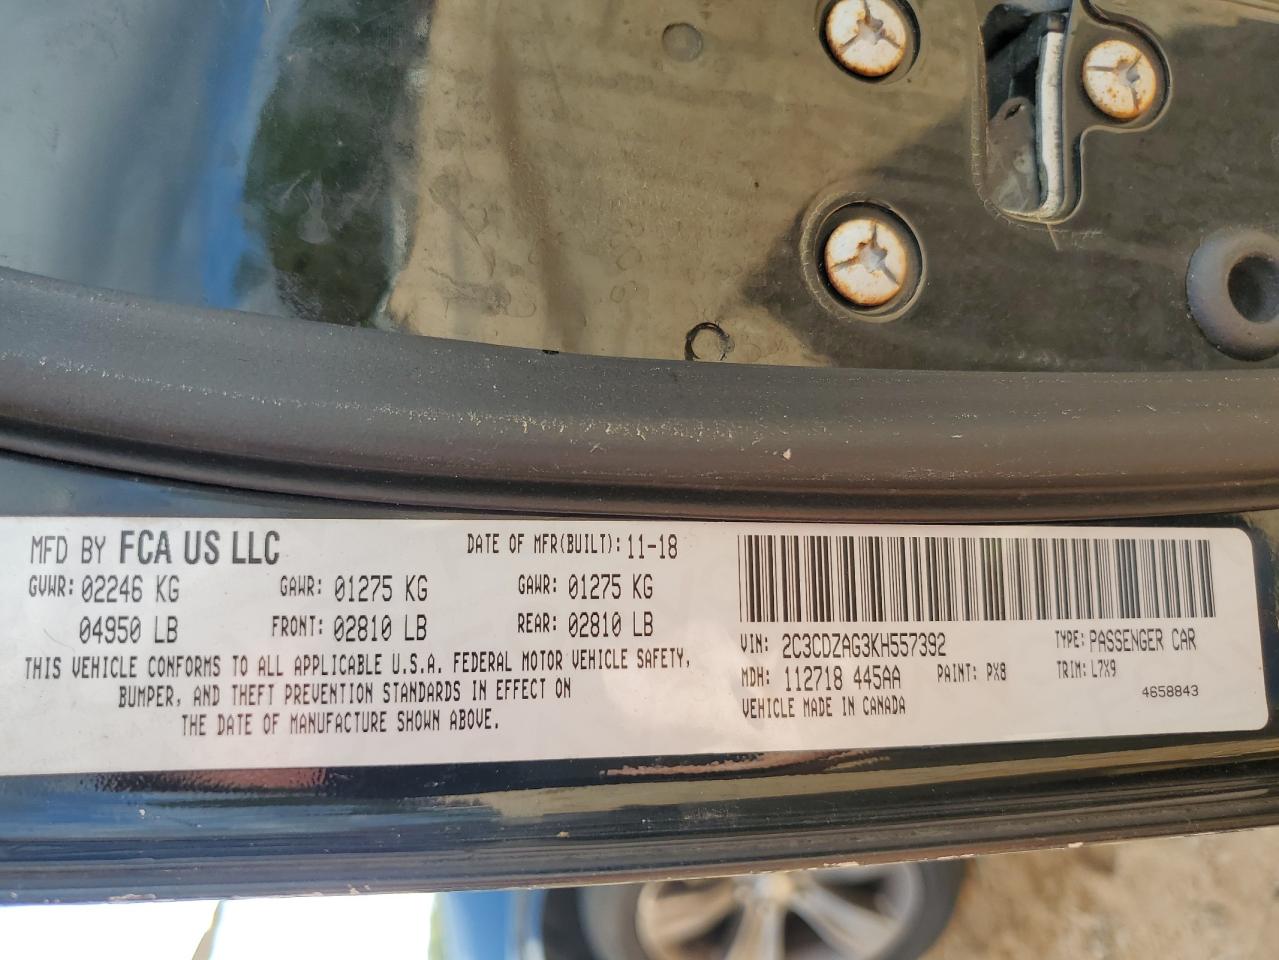 MFD BY FCA US LLC DATE OF MFR(BUILT): 11-18
GVWR: 02246 KG GAWR: 01275 KG GAWR: 01275 KG
04950 LB FRONT: 02810 LB REAR: 02810 LB
THIS VEHICLE CONFORMS TO ALL APPLICABLE U.S.A. FEDERAL MOTOR VEHICLE SAFETY,
BUMPER, AND THEFT PREVENTION STANDARDS IN EFFECT ON
THE DATE OF MANUFACTURE SHOWN ABOVE.
VIN: 2C3CDZAG3KH557392 TYPE: PASSENGER CAR
MDH: 112718 445AA PAINT: PX8 TRIM: L7X9
VEHICLE MADE IN CANADA 4658843